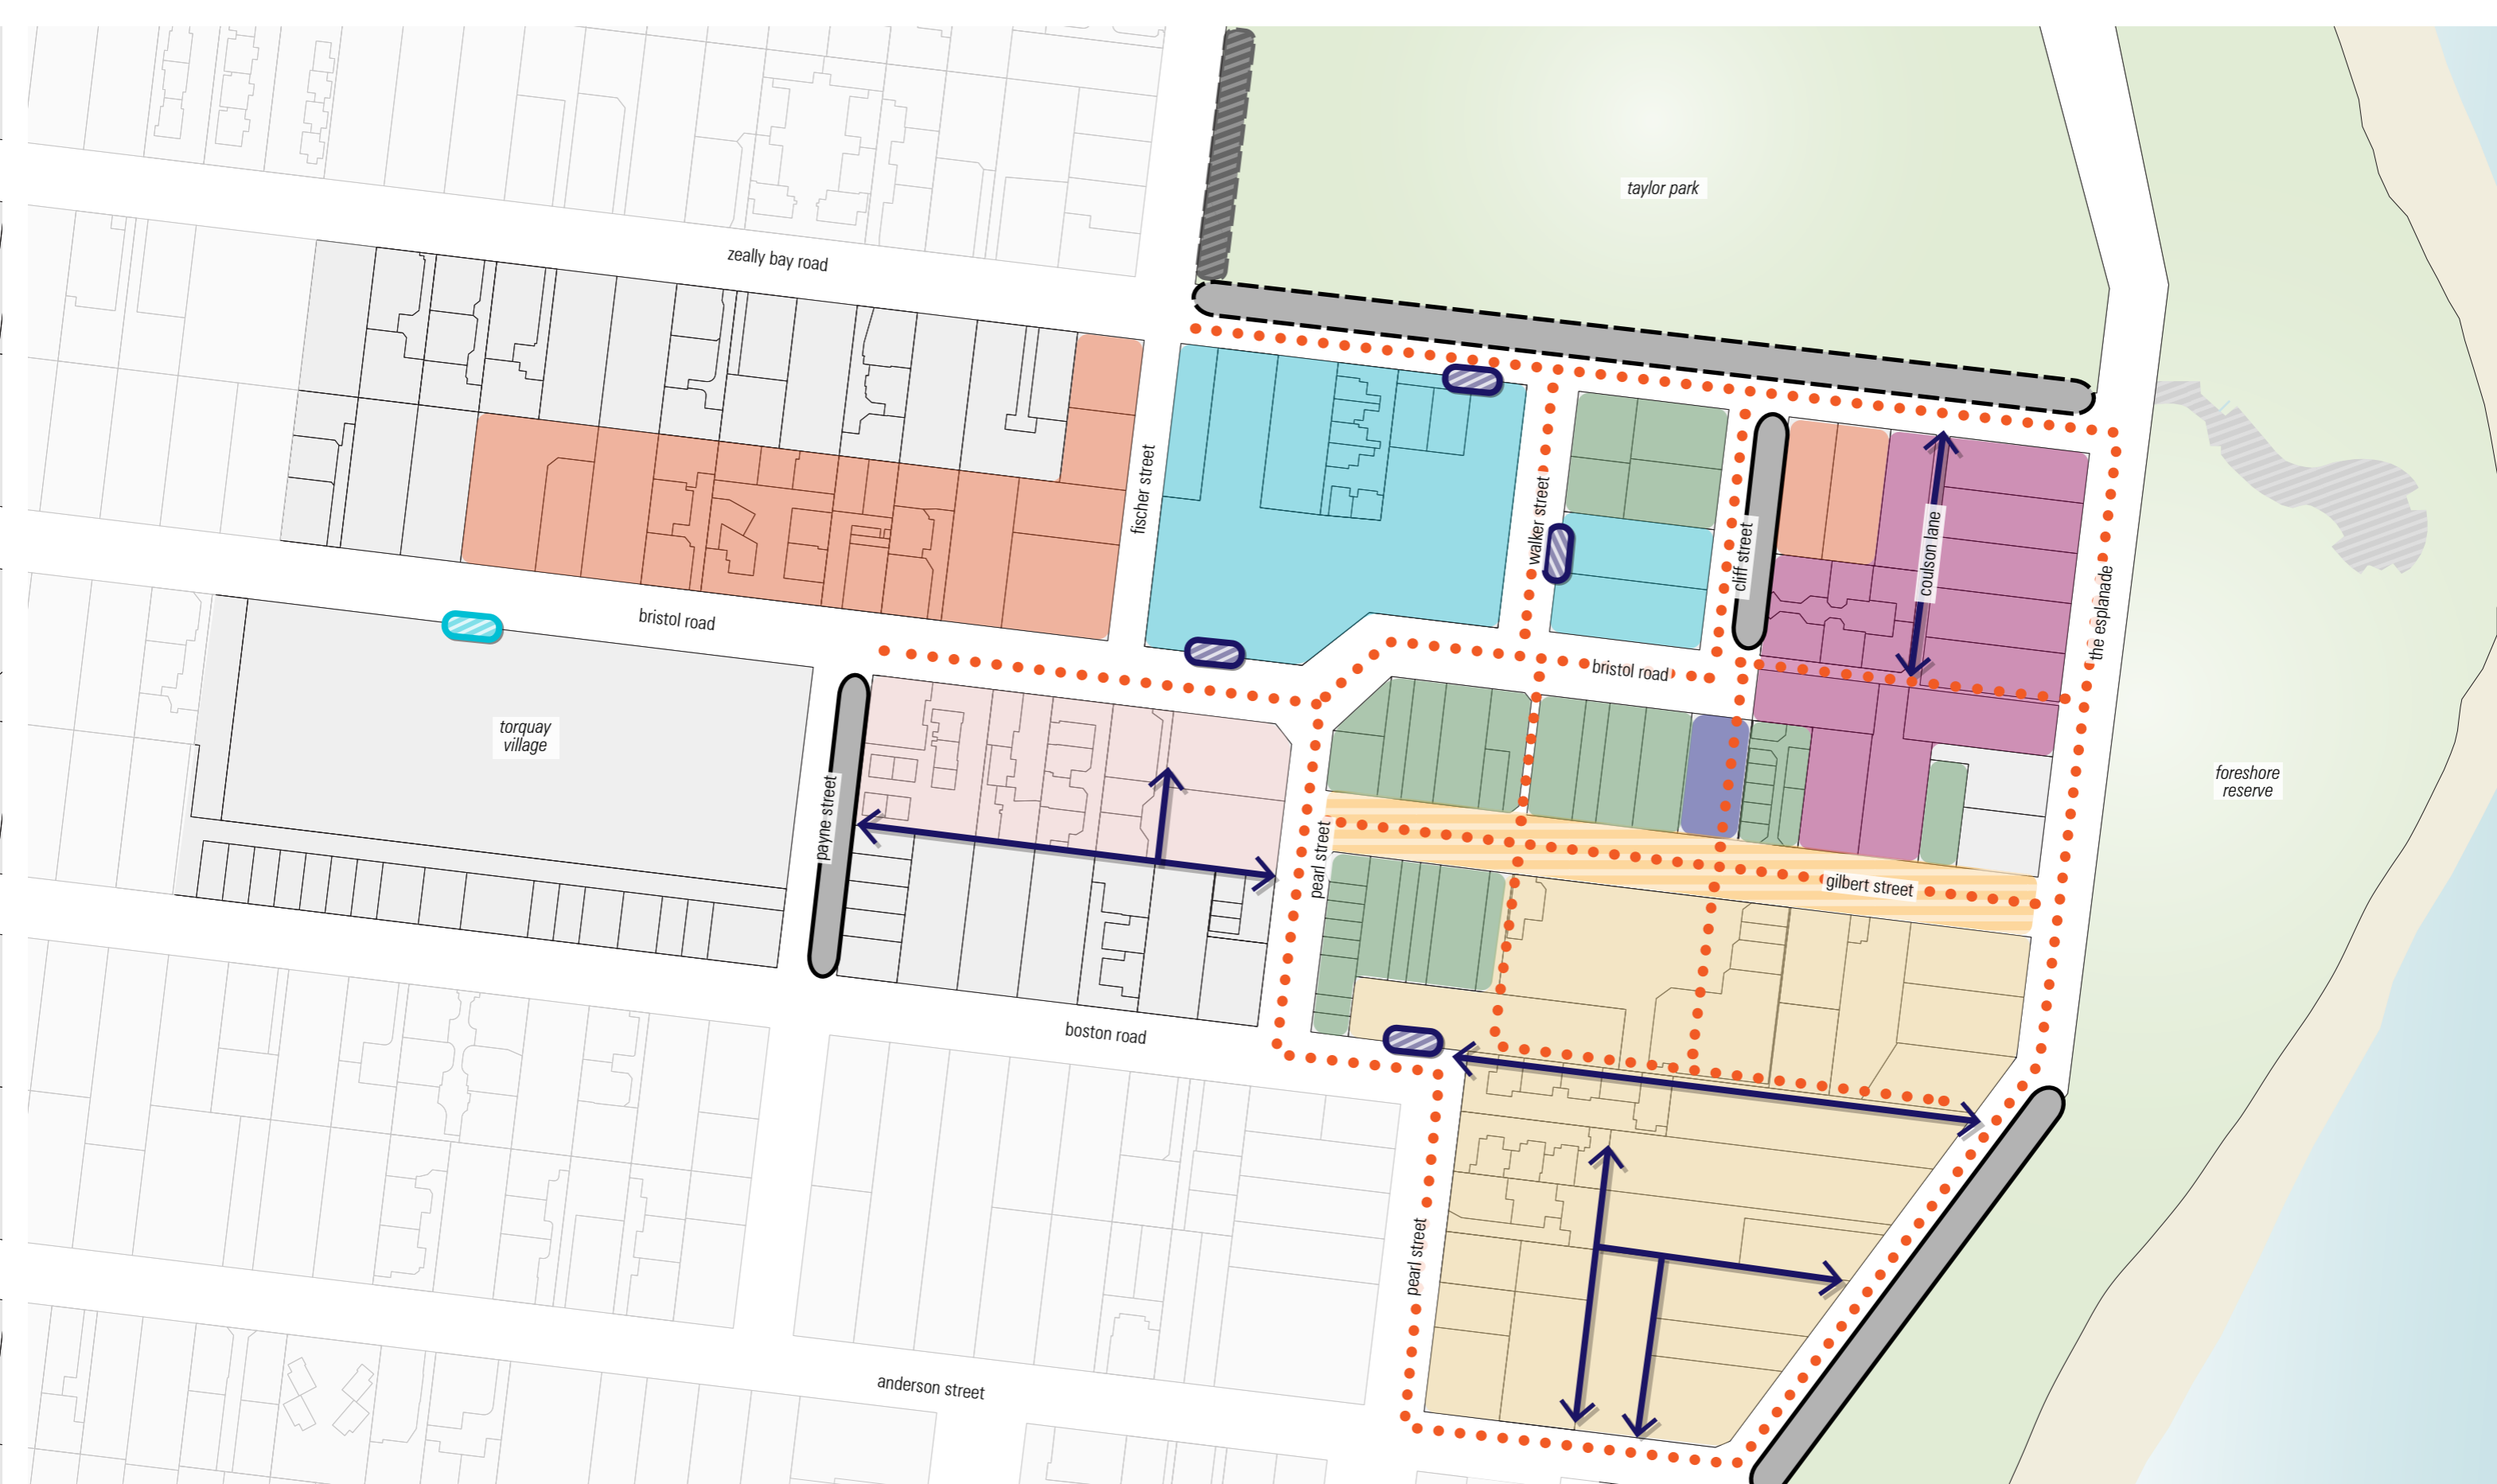 taylor park
zeally bay road
fischer street
walker street
cliff street
coulson lane
the esplanade
bristol road
bristol road
torquay
village
payne street
pearl street
gilbert street
foreshore
reserve
boston road
pearl street
anderson street